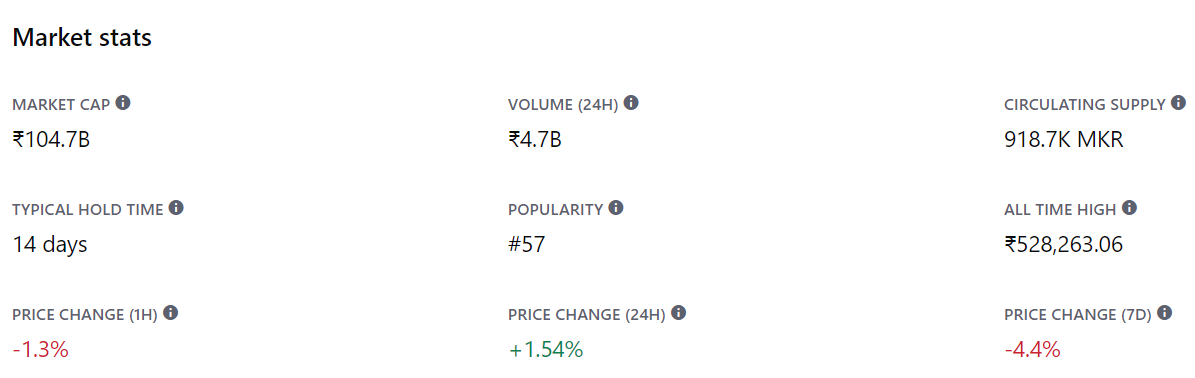 Market stats
MARKET CAP
VOLUME (24H)
CIRCULATING SUPPLY
₹104.7B
₹4.7B
918.7K MKR
TYPICAL HOLD TIME
POPULARITY
ALL TIME HIGH
14 days
#57
₹528,263.06
PRICE CHANGE (1H)
PRICE CHANGE (24H)
PRICE CHANGE (7D)
-1.3%
+1.54%
-4.4%